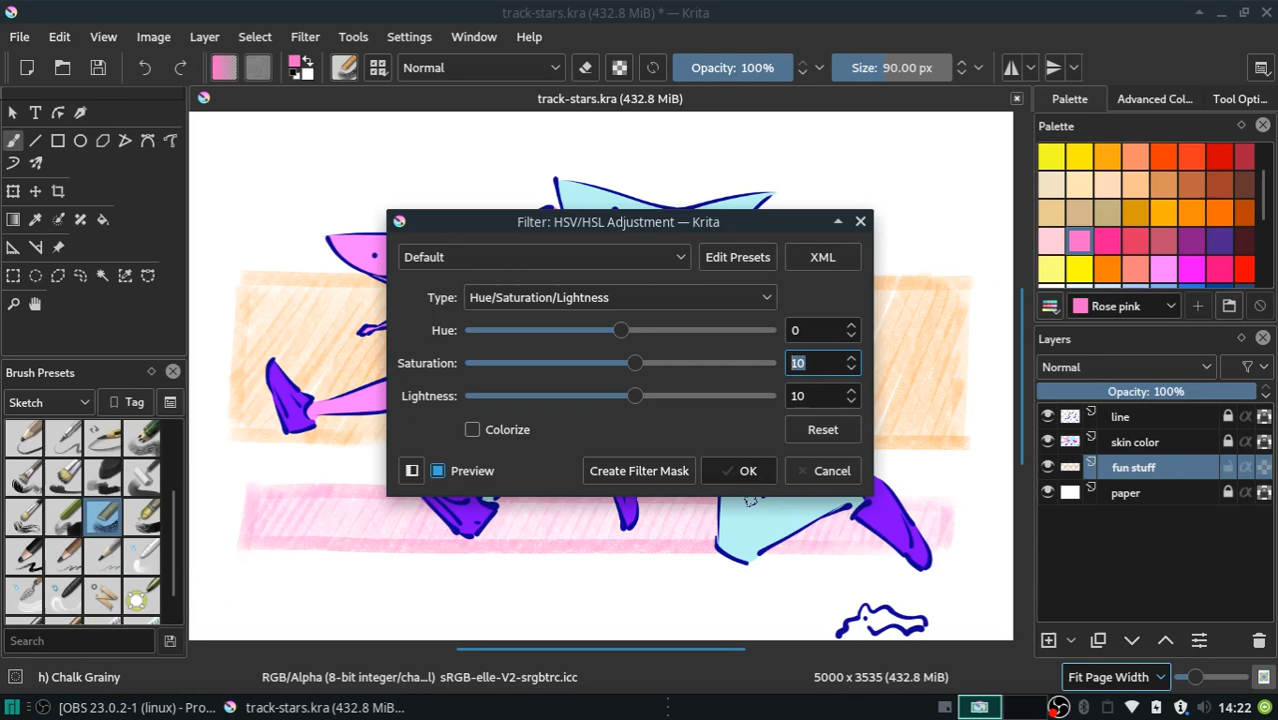 track-stars.kra (432.8 MiB) * — Krita
File Edit View Image Layer Select Filter Tools Settings Window Help
Normal Opacity: 100% Size: 90.00 px
track-stars.kra (432.8 MiB)
Palette Advanced Col... Tool Opti...
Palette
Filter: HSV/HSL Adjustment — Krita
Default Edit Presets XML
Type: Hue/Saturation/Lightness
Hue: 0
Saturation: 10
Lightness: 10
Colorize Reset
Preview Create Filter Mask OK Cancel
Rose pink
Layers
Normal
Opacity: 100%
line
skin color
fun stuff
paper
Brush Presets
Sketch Tag
Search
h) Chalk Grainy RGB/Alpha (8-bit integer/cha...l) sRGB-elle-V2-srgbtrc.icc 5000 x 3535 (432.8 MiB) Fit Page Width
[OBS 23.0.2-1 (linux) - Pro... track-stars.kra (432.8 MiB)... 14:22